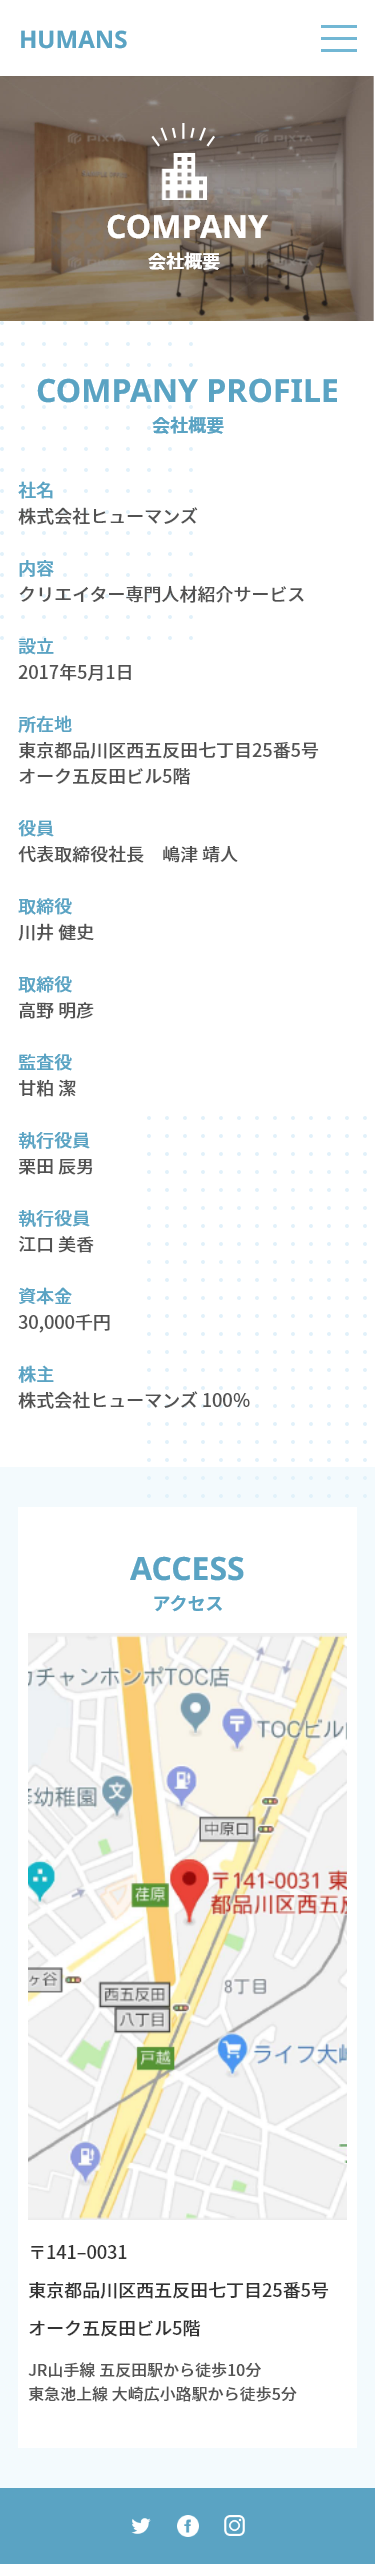 HUMANS
PIXTA
PIXTA
COMPANY
会社概要
COMPANY PROFILE
会社概要
社名
株式会社ヒューマンズ
内容
クリエイター専門人材紹介サービス
設立
2017年5月1日
所在地
東京都品川区西五反田七丁目25番5号
オーク五反田ビル5階
役員
代表取締役社長 嶋津 靖人
取締役
川井 健史
取締役
高野 明彦
監査役
甘粕 潔
執行役員
栗田 辰男
執行役員
江口 美香
資本金
30,000千円
株主
株式会社ヒューマンズ 100%
ACCESS
アクセス
カチャンホンポTOC店
TOCビル
幼稚園
文
中原口
荏原
〒141-0031 東
都品川区西五反
ヶ谷
西五反田
八丁目
8丁目
戸越
ライフ大崎
〒141–0031
東京都品川区西五反田七丁目25番5号
オーク五反田ビル5階
JR山手線 五反田駅から徒歩10分
東急池上線 大崎広小路駅から徒歩5分